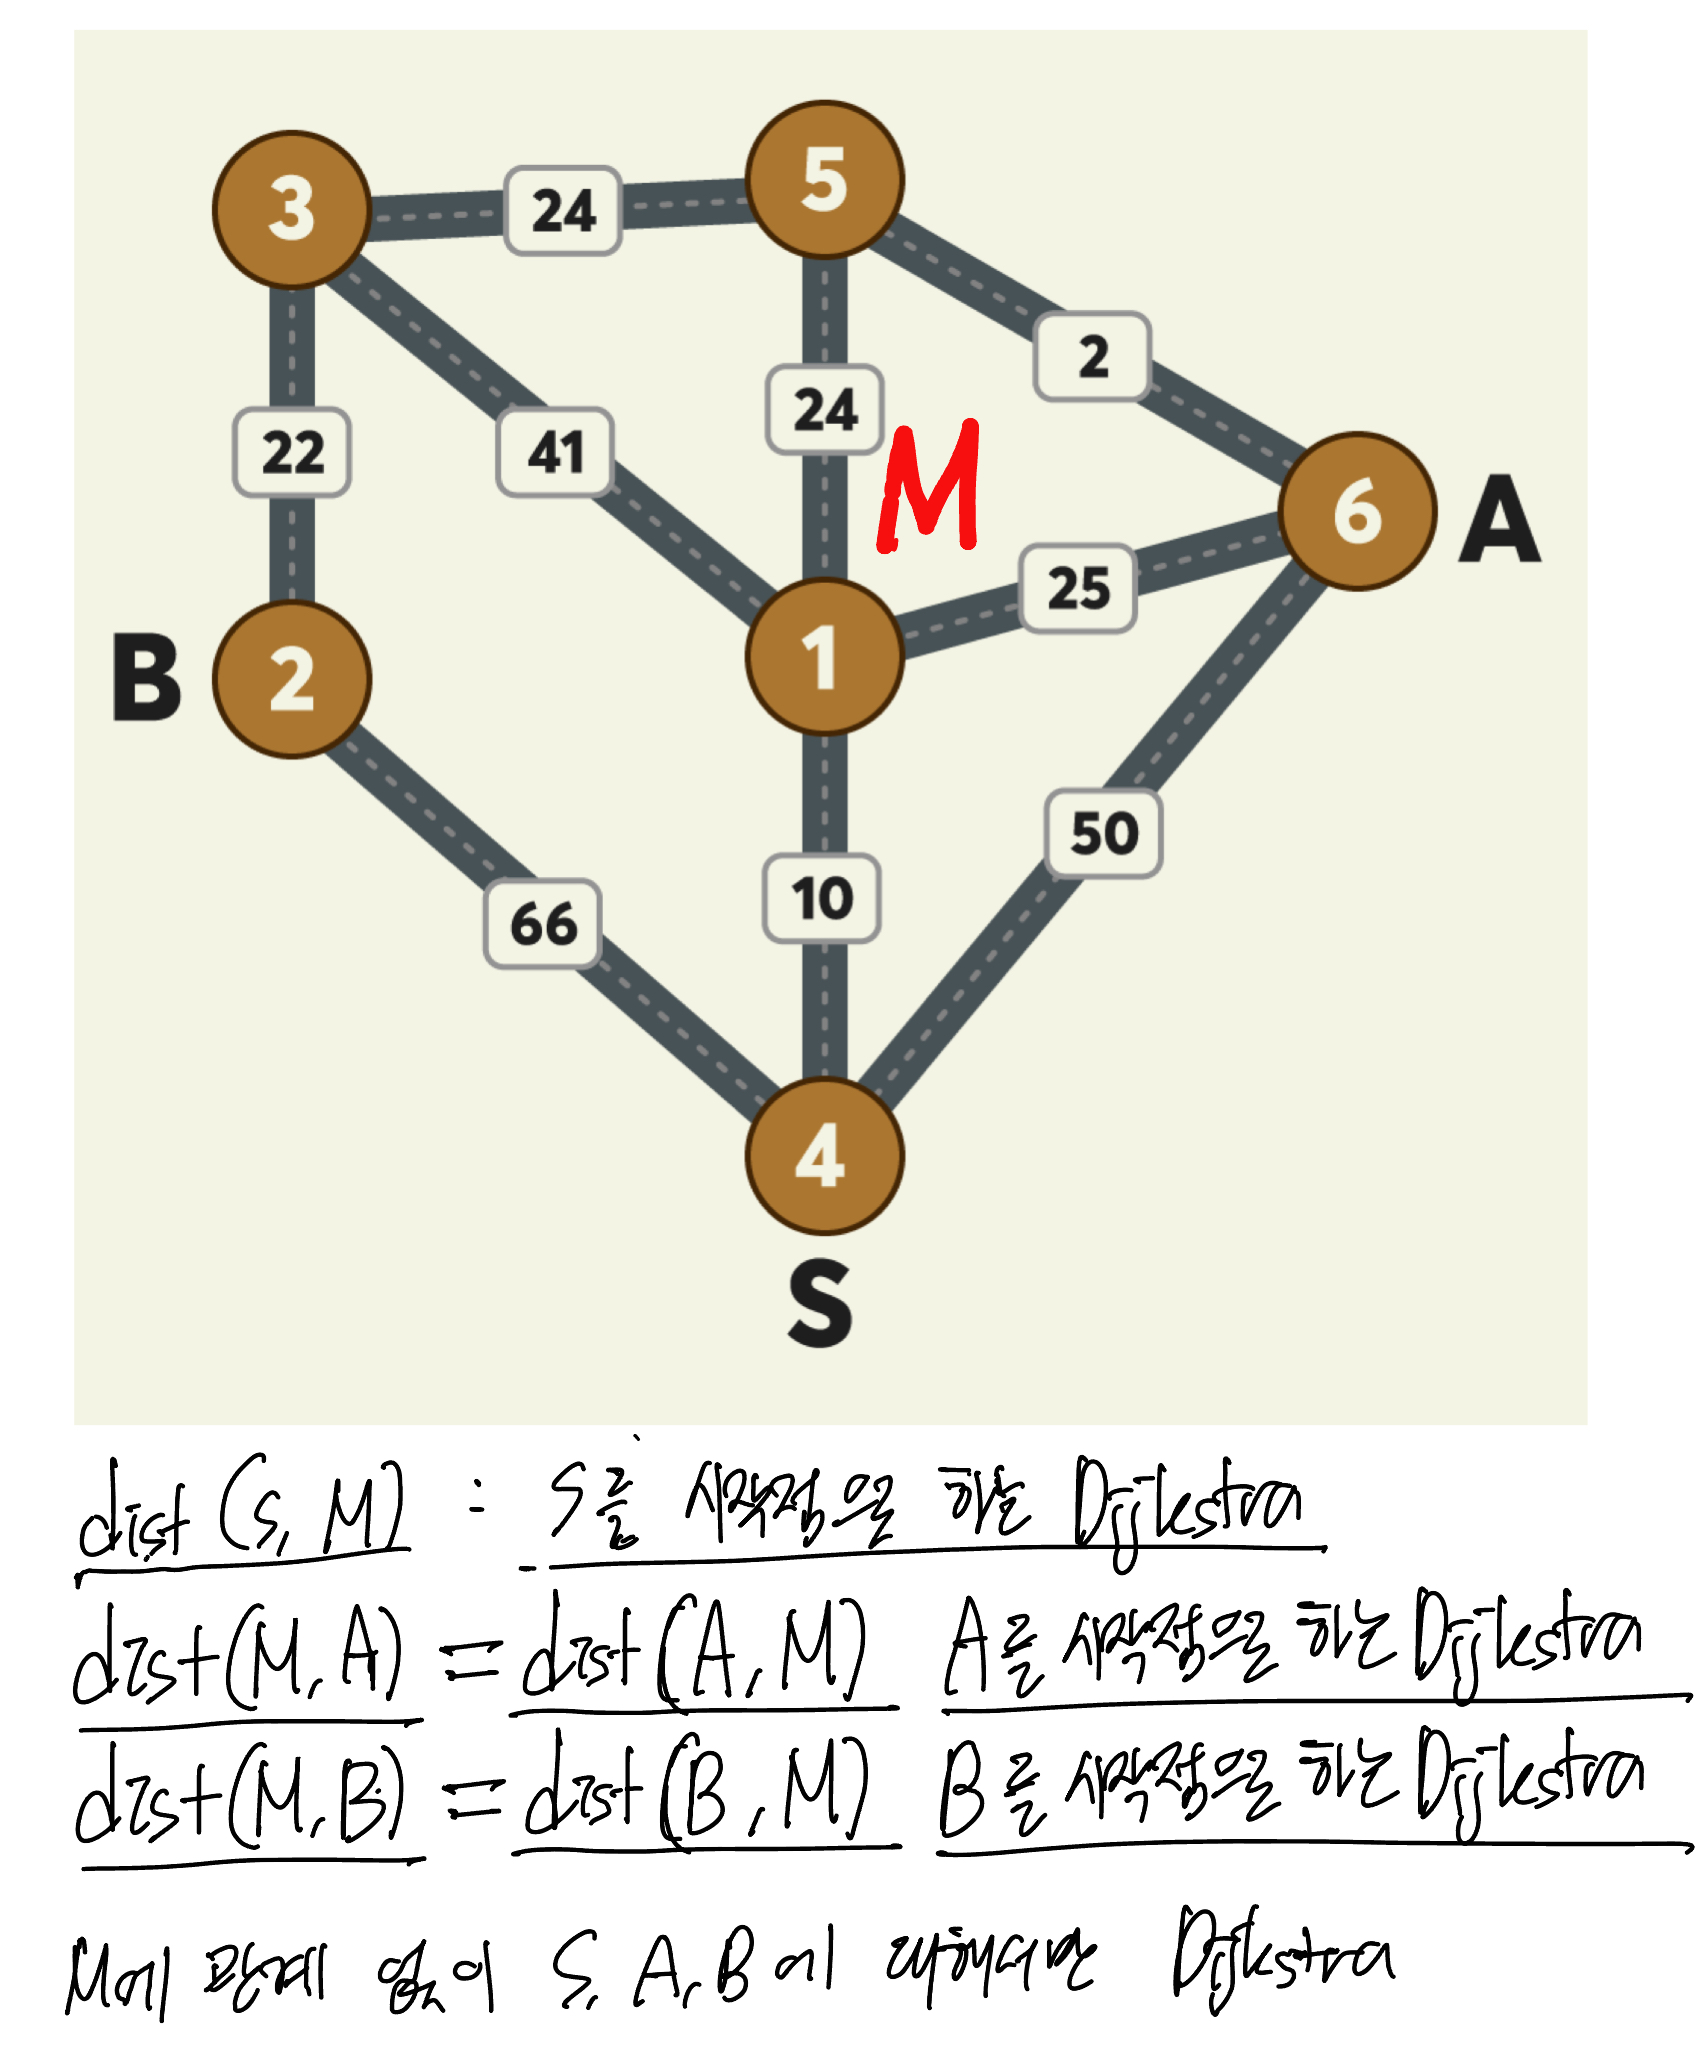 3
24
5
2
24
M
22
41
6
A
25
1
B
2
50
10
66
4
S
dist (S, M) : S를 시작점으로 하는 Dijkstra
dist(M, A) = dist(A, M) A를 시작점으로 하는 Dijkstra
dist(M, B) = dist(B, M) B를 시작점으로 하는 Dijkstra
M에 관계 없이 S, A, B에 대해서만 Dijkstra